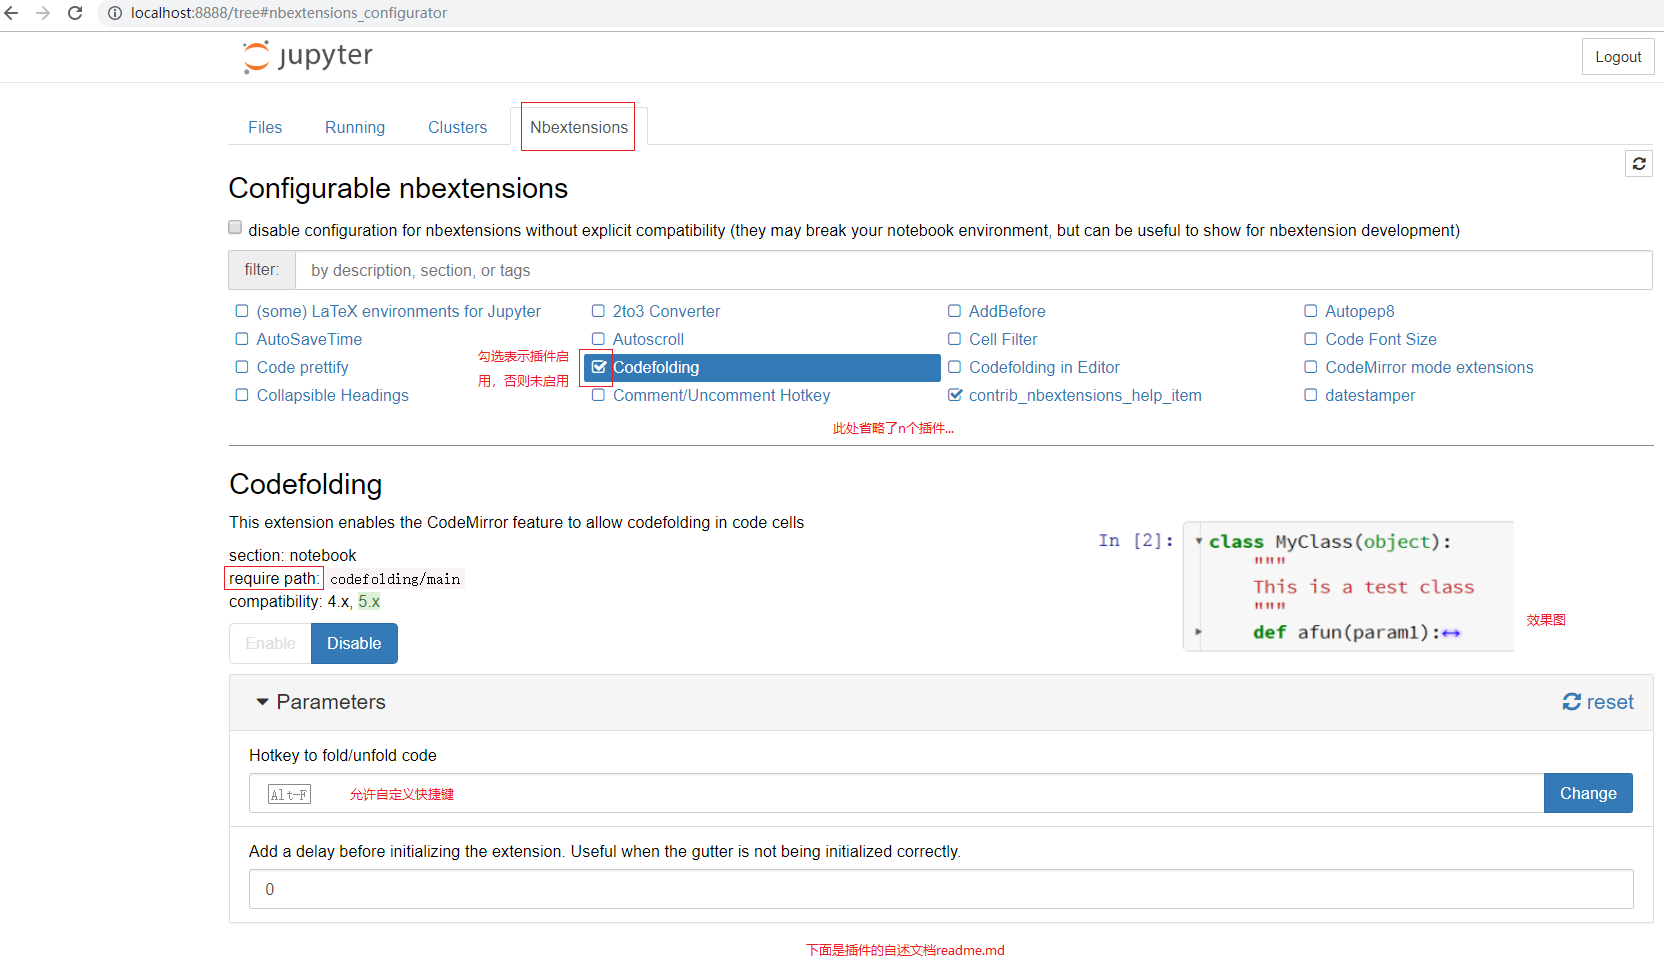 localhost:8888/tree#nbextensions_configurator
jupyter
Logout
Files
Running
Clusters
Nbextensions
Configurable nbextensions
disable configuration for nbextensions without explicit compatibility (they may break your notebook environment, but can be useful to show for nbextension development)
filter:
by description, section, or tags
(some) LaTeX environments for Jupyter
2to3 Converter
AddBefore
Autopep8
AutoSaveTime
Autoscroll
Cell Filter
Code Font Size
Code prettify
勾选表示插件启
用，否则未启用
Codefolding
Codefolding in Editor
CodeMirror mode extensions
Collapsible Headings
Comment/Uncomment Hotkey
contrib_nbextensions_help_item
datestamper
此处省略了n个插件...
Codefolding
This extension enables the CodeMirror feature to allow codefolding in code cells
section: notebook
require path: codefolding/main
compatibility: 4.x, 5.x
Enable
Disable
In [2]:
class MyClass(object):
"""
This is a test class
"""
def afun(param1):↔
效果图
Parameters
reset
Hotkey to fold/unfold code
Alt-F
允许自定义快捷键
Change
Add a delay before initializing the extension. Useful when the gutter is not being initialized correctly.
0
下面是插件的自述文档readme.md